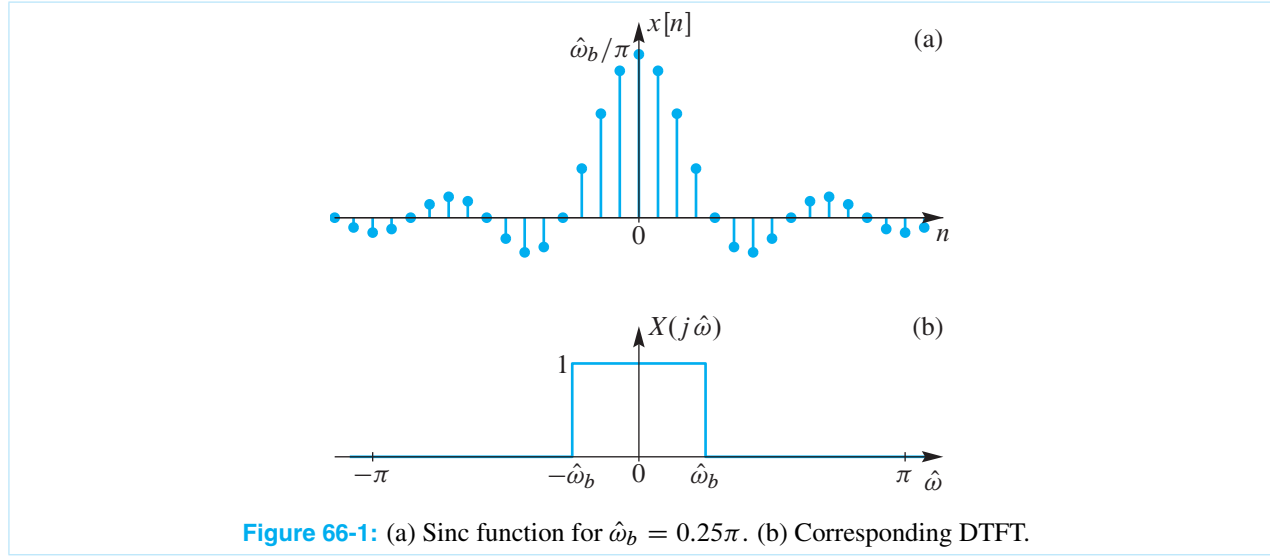 x[n]
(a)
ω̂_b/π
0
n
X(jω̂)
(b)
1
−π
−ω̂_b
0
ω̂_b
π
ω̂
Figure 66-1: (a) Sinc function for ω̂_b = 0.25π. (b) Corresponding DTFT.